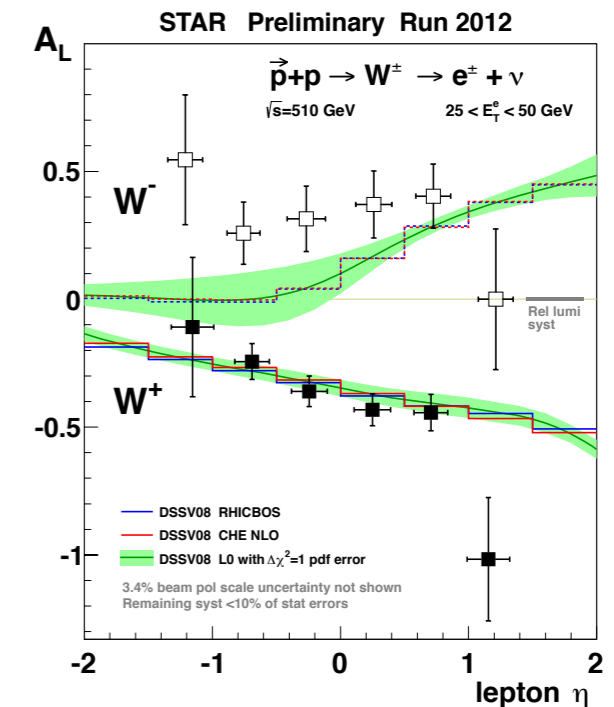 STAR Preliminary Run 2012
A_L
p⃗+p → W^± → e^± + ν
√s=510 GeV 25 < E_T^e < 50 GeV
0.5
W^-
0
Rel lumi
syst
W^+
-0.5
DSSV08 RHICBOS
DSSV08 CHE NLO
DSSV08 L0 with Δχ²=1 pdf error
-1
3.4% beam pol scale uncertainty not shown
Remaining syst <10% of stat errors
-2 -1 0 1 2
lepton η